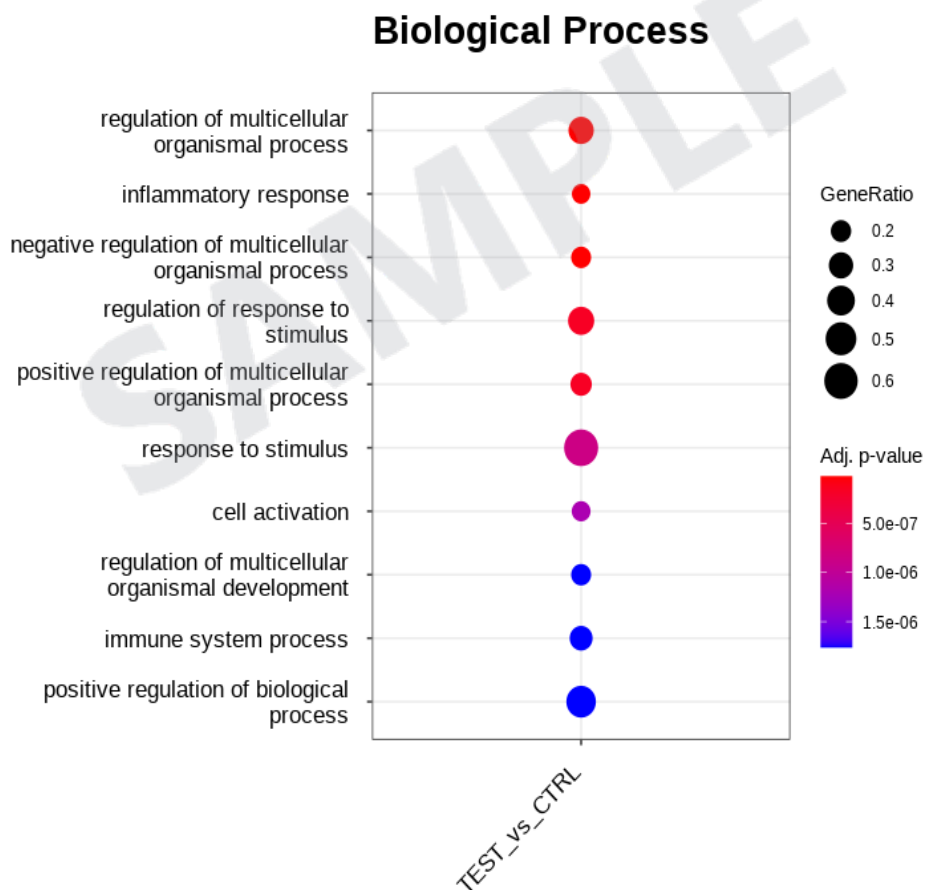 Biological Process
regulation of multicellular
organismal process
inflammatory response
negative regulation of multicellular
organismal process
regulation of response to
stimulus
positive regulation of multicellular
organismal process
response to stimulus
cell activation
regulation of multicellular
organismal development
immune system process
positive regulation of biological
process
TEST_vs_CTRL
GeneRatio
0.2
0.3
0.4
0.5
0.6
Adj. p-value
5.0e-07
1.0e-06
1.5e-06
SAMPLE